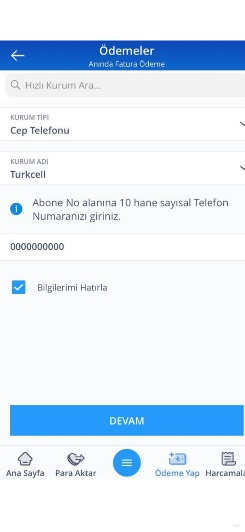 Ödemeler
Anında Fatura Ödeme
Hızlı Kurum Ara...
KURUM TİPİ
Cep Telefonu
KURUM ADI
Turkcell
Abone No alanına 10 hane sayısal Telefon
Numaranızı giriniz.
0000000000
Bilgilerimi Hatırla
DEVAM
Ana Sayfa Para Aktar Ödeme Yap Harcamala